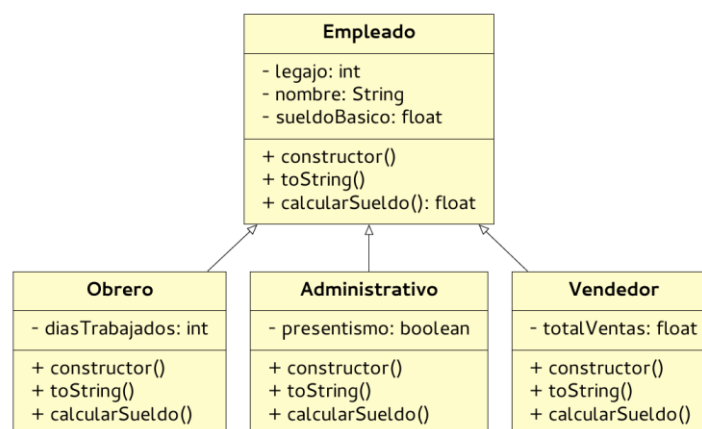 Empleado
- legajo: int
- nombre: String
- sueldoBasico: float
+ constructor()
+ toString()
+ calcularSueldo(): float
Obrero
- diasTrabajados: int
+ constructor()
+ toString()
+ calcularSueldo()
Administrativo
- presentismo: boolean
+ constructor()
+ toString()
+ calcularSueldo()
Vendedor
- totalVentas: float
+ constructor()
+ toString()
+ calcularSueldo()